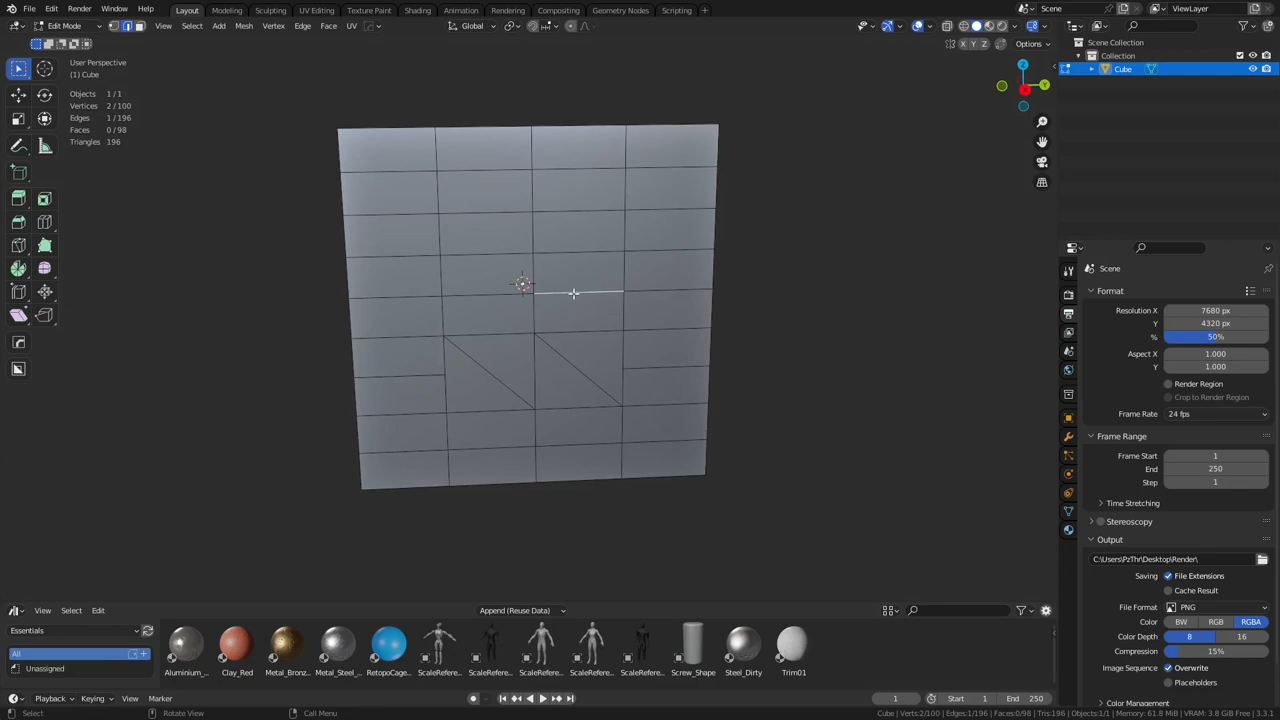 File Edit Render Window Help Layout Modeling Sculpting UV Editing Texture Paint Shading Animation Rendering Compositing Geometry Nodes Scripting Scene ViewLayer
Edit Mode View Select Add Mesh Vertex Edge Face UV Global
X Y Z Options
User Perspective
(1) Cube
Objects 1/1
Vertices 2/100
Edges 1/196
Faces 0/98
Triangles 196
Z
Y
X
Scene Collection
Collection
Cube
Scene
Format
Resolution X 7680 px
Y 4320 px
% 50%
Aspect X 1.000
Y 1.000
Render Region
Crop to Render Region
Frame Rate 24 fps
Frame Range
Frame Start 1
End 250
Step 1
Time Stretching
Stereoscopy
Output
C:\Users\PzThr\Desktop\Render\
Saving File Extensions
Cache Result
File Format PNG
Color BW RGB RGBA
Color Depth 8 16
Compression 15%
Image Sequence Overwrite
Placeholders
Color Management
View Select Edit Append (Reuse Data)
Essentials
All
Unassigned
Aluminium_... Clay_Red Metal_Bronz... Metal_Steel_... RetopoCage... ScaleRefere... ScaleRefere... ScaleRefere... ScaleRefere... ScaleRefere... Screw_Shape Steel_Dirty Trim01
Playback Keying View Marker 1 Start 1 End 250
Select Rotate View Call Menu Cube | Verts:2/100 | Edges:1/196 | Faces:0/98 | Tris:196 | Objects:1/1 | Memory: 61.8 MiB | VRAM: 3.8 GiB Free | 3.3.1